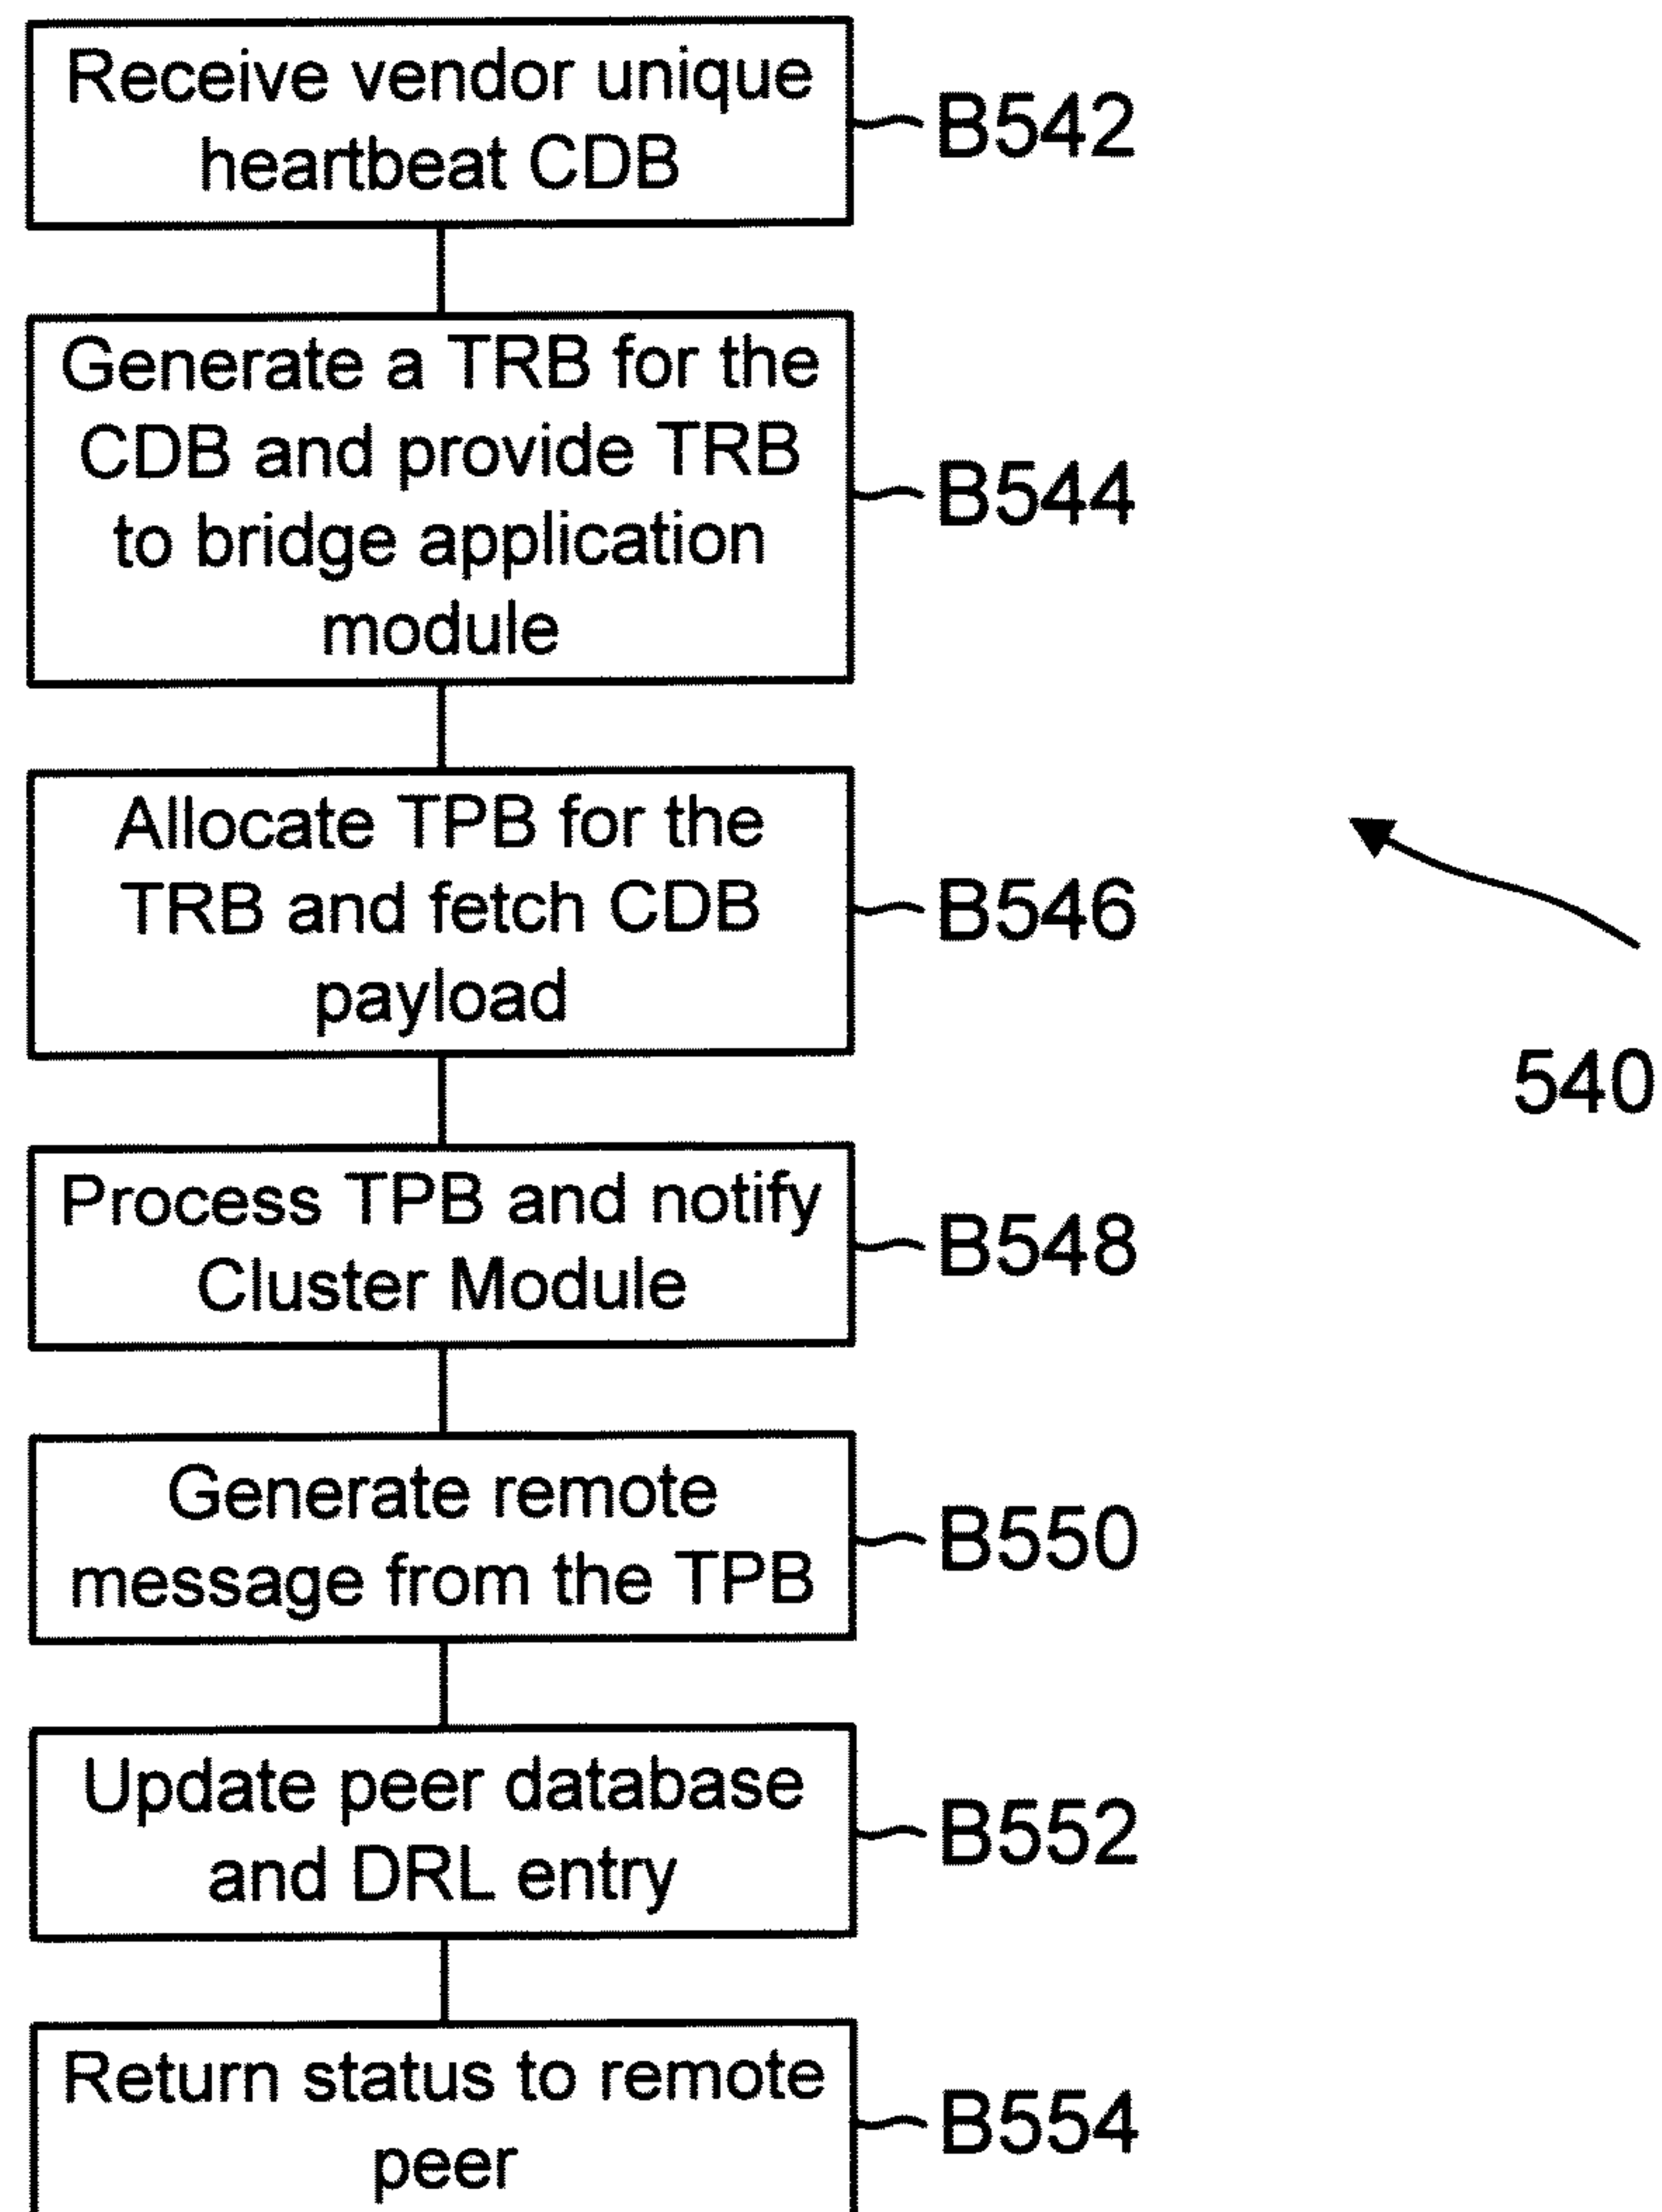 Receive vendor unique
heartbeat CDB
B542
Generate a TRB for the
CDB and provide TRB
to bridge application
module
B544
Allocate TPB for the
TRB and fetch CDB
payload
B546
540
Process TPB and notify
Cluster Module
B548
Generate remote
message from the TPB
B550
Update peer database
and DRL entry
B552
Return status to remote
peer
B554